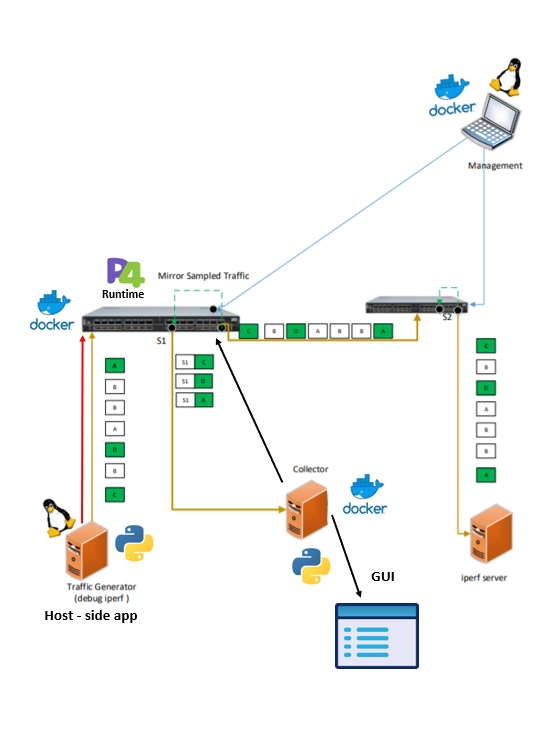 docker
Management
P4
Runtime
Mirror Sampled Traffic
docker
S1
S2
C B D A B B A
A
B
B
A
D
B
C
S1 C
S1 D
S1 A
C
B
D
A
B
B
A
Collector
docker
Traffic Generator
(debug iperf )
Host - side app
GUI
iperf server